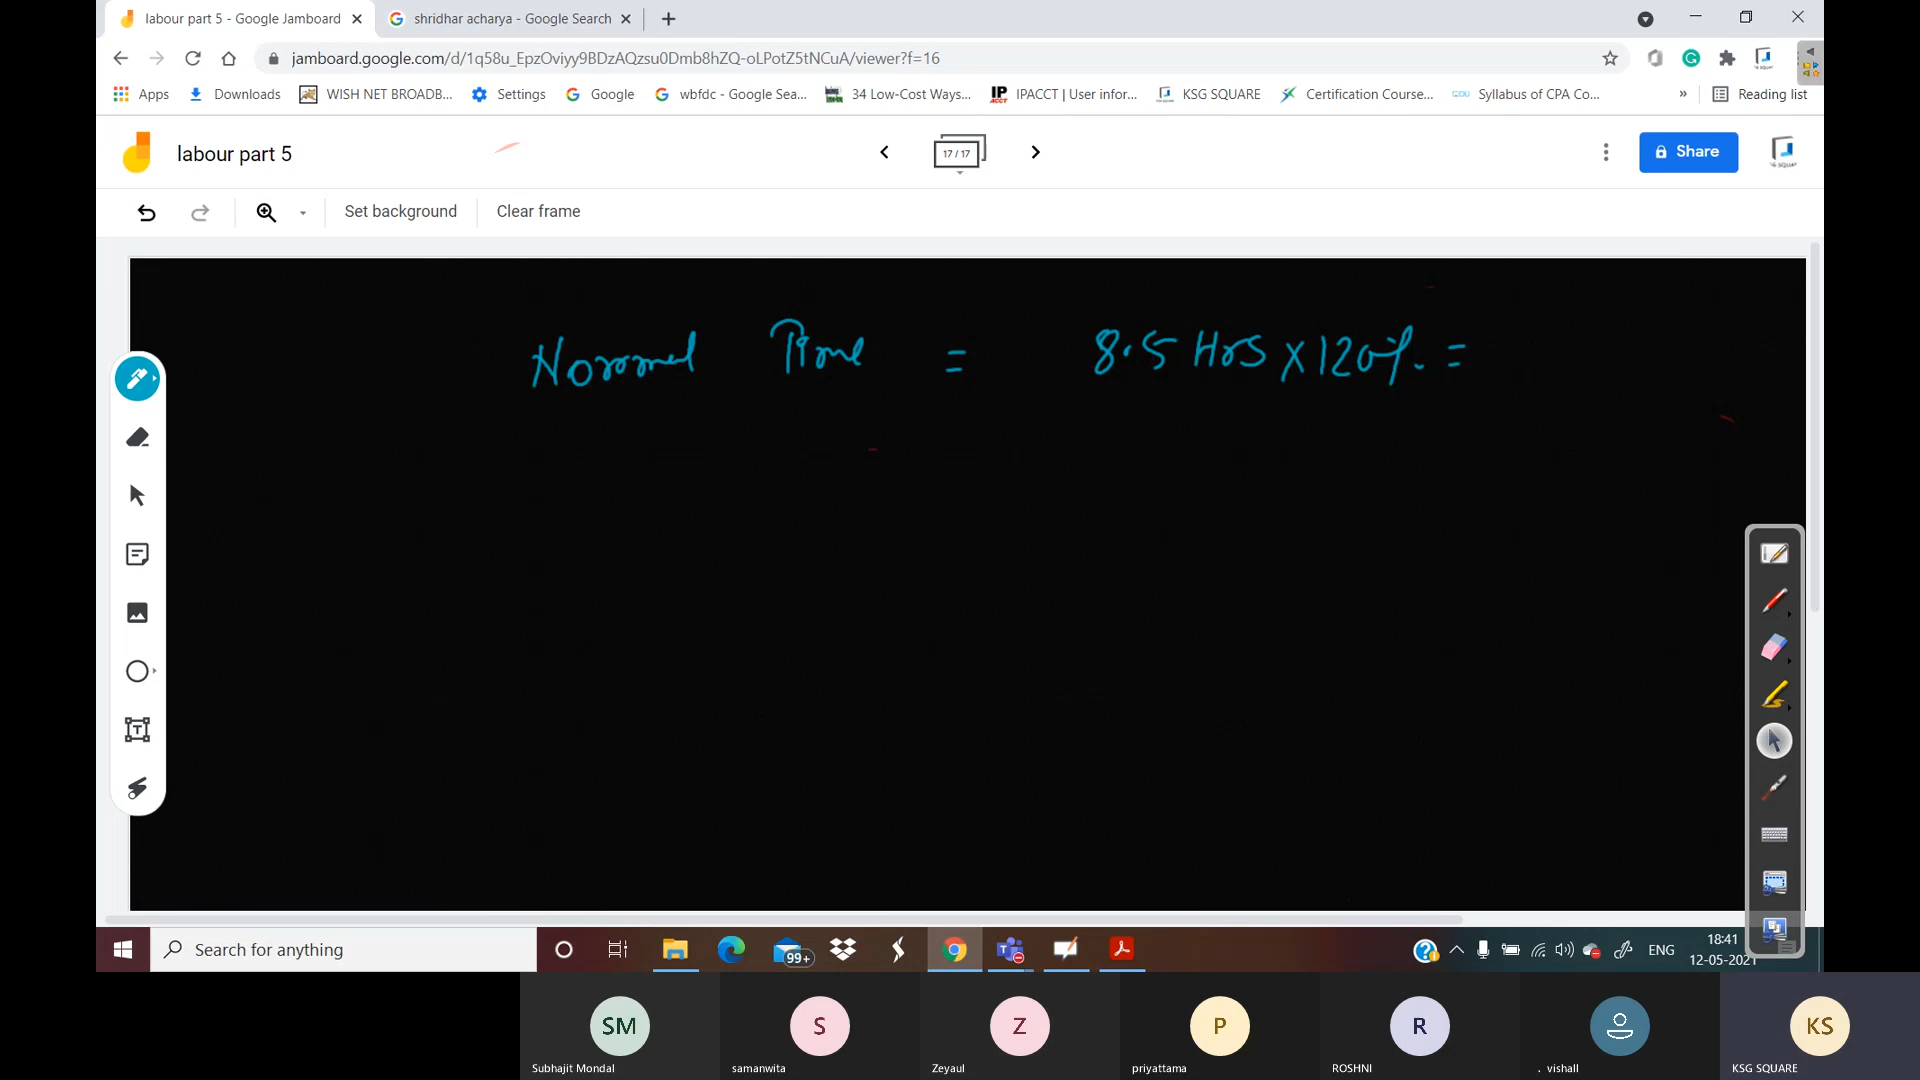 labour part 5 - Google Jamboard
shridhar acharya - Google Search
jamboard.google.com/d/1q58u_EpzOviyy9BDzAQzsu0Dmb8hZQ-oLPotZ5tNCuA/viewer?f=16
Apps Downloads WISH NET BROADB... Settings Google wbfdc - Google Sea... 34 Low-Cost Ways... IPACCT | User infor... KSG SQUARE Certification Course... Syllabus of CPA Co... » Reading list
labour part 5
17 / 17
Share
Set background Clear frame
Normal Time = 8.5 Hrs X 120% =
Search for anything
99+
ENG
18:41
12-05-2021
SM S Z P R KS
Subhajit Mondal samanwita Zeyaul priyattama ROSHNI . vishall KSG SQUARE